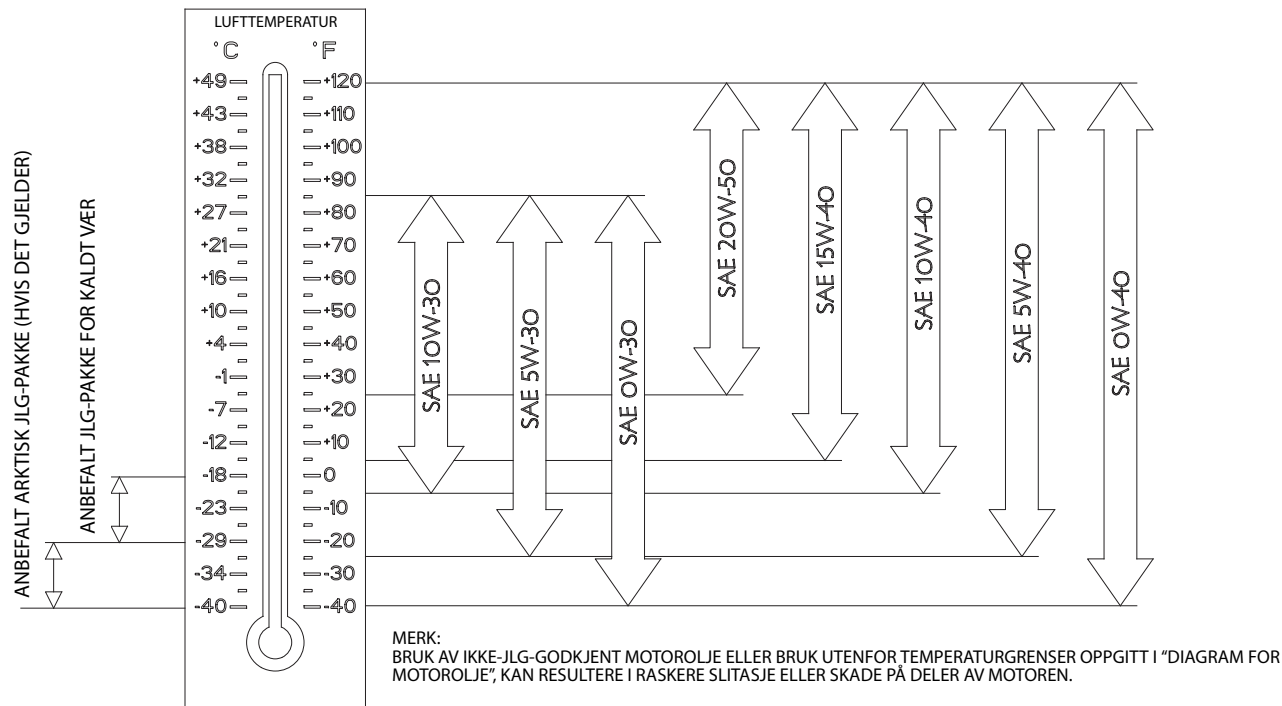 LUFTTEMPERATUR
°C °F
+49 +120
+43 +110
+38 +100
+32 +90
+27 +80
+21 +70
+16 +60
+10 +50
+4 +40
-1 +30
-7 +20
-12 +10
-18 0
-23 -10
-29 -20
-34 -30
-40 -40
ANBEFALT ARKTISK JLG-PAKKE (HVIS DET GJELDER)
ANBEFALT JLG-PAKKE FOR KALDT VÆR
SAE 10W-30
SAE 5W-30
SAE 0W-30
SAE 20W-50
SAE 15W-40
SAE 10W-40
SAE 5W-40
SAE 0W-40
MERK:
BRUK AV IKKE-JLG-GODKJENT MOTOROLJE ELLER BRUK UTENFOR TEMPERATURGRENSER OPPGITT I “DIAGRAM FOR
MOTOROLJE”, KAN RESULTERE I RASKERE SLITASJE ELLER SKADE PÅ DELER AV MOTOREN.